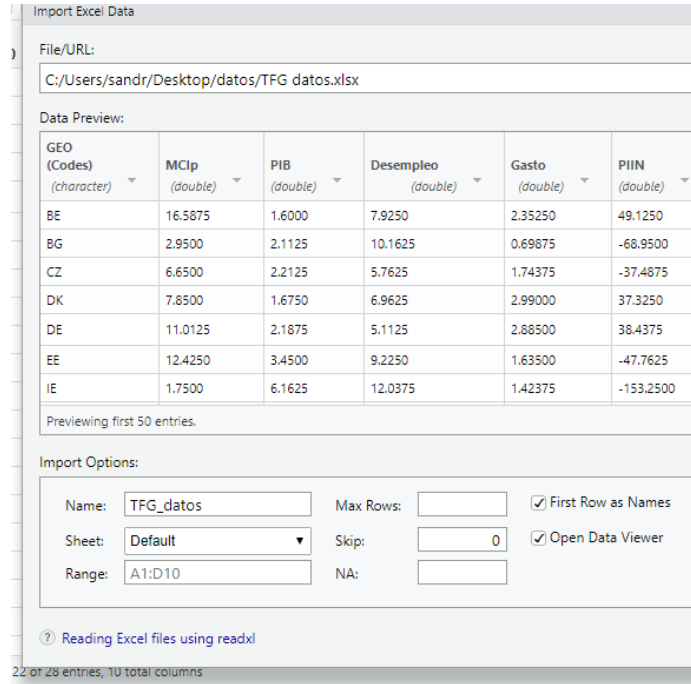 Import Excel Data
File/URL:
C:/Users/sandr/Desktop/datos/TFG datos.xlsx
Data Preview:
GEO (Codes) (character) MCIp (double) PIB (double) Desempleo (double) Gasto (double) PIIN (double)
BE 16.5875 1.6000 7.9250 2.35250 49.1250
BG 2.9500 2.1125 10.1625 0.69875 -68.9500
CZ 6.6500 2.2125 5.7625 1.74375 -37.4875
DK 7.8500 1.6750 6.9625 2.99000 37.3250
DE 11.0125 2.1875 5.1125 2.88500 38.4375
EE 12.4250 3.4500 9.2250 1.63500 -47.7625
IE 1.7500 6.1625 12.0375 1.42375 -153.2500
Previewing first 50 entries.
Import Options:
Name: TFG_datos Max Rows: First Row as Names
Sheet: Default Skip: 0 Open Data Viewer
Range: A1:D10 NA:
? Reading Excel files using readxl
22 of 28 entries, 10 total columns